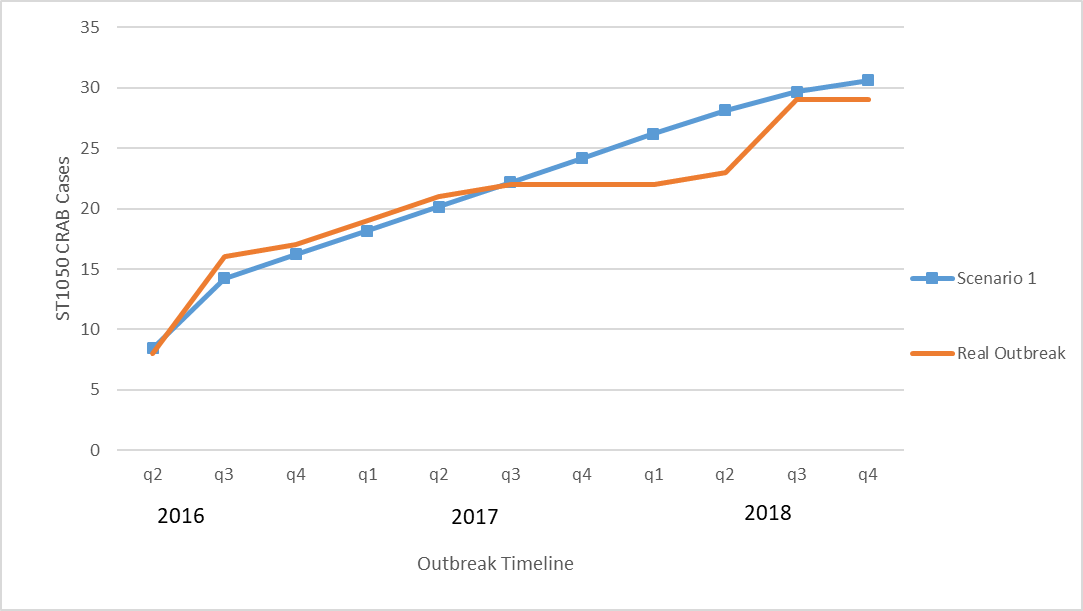 35
30
25
20
15
10
5
0
ST1050 CRAB Cases
q2 q3 q4 q1 q2 q3 q4 q1 q2 q3 q4
2016 2017 2018
Outbreak Timeline
Scenario 1
Real Outbreak